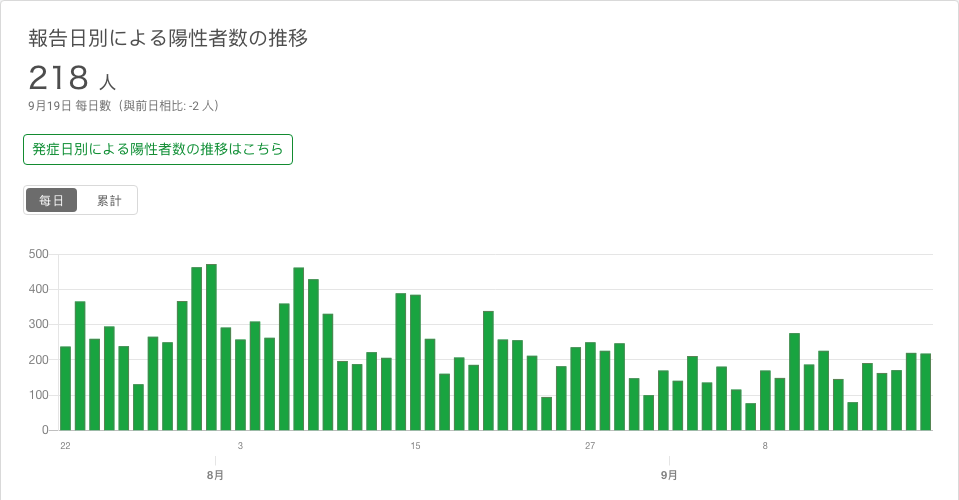 報告日別による陽性者数の推移
218 人
9月19日 每日數（與前日相比: -2 人）
発症日別による陽性者数の推移はこちら
每日 累計
500
400
300
200
100
0
22 3 15 27 8
8月 9月